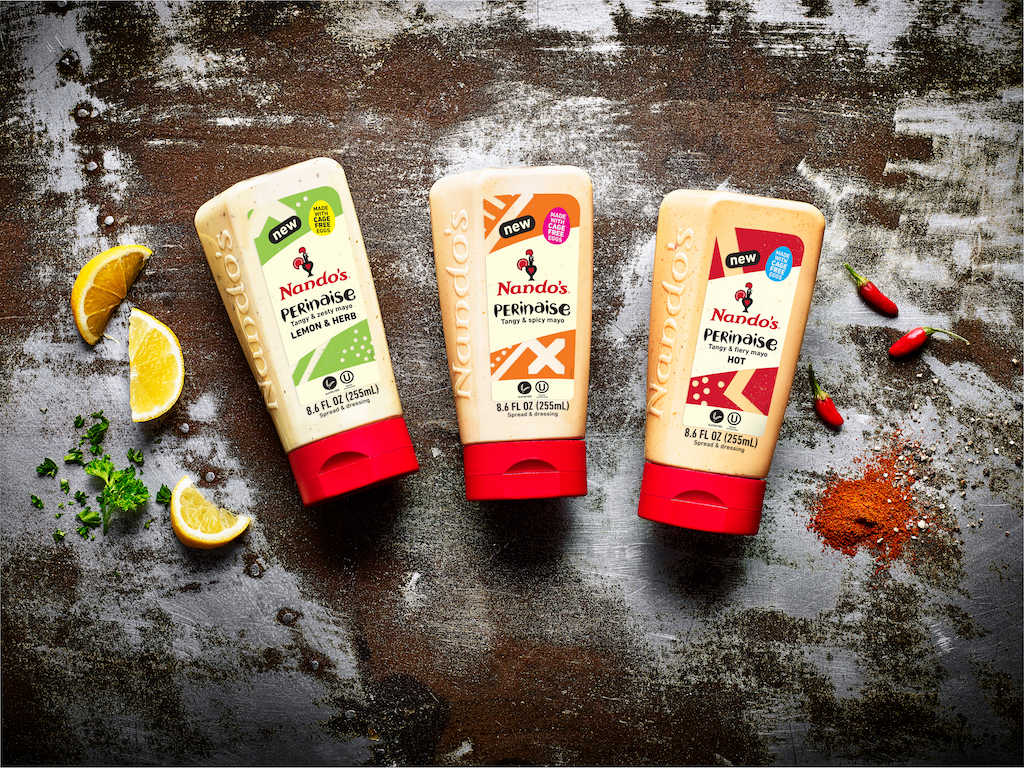 Nando's
new
MADE
WITH
CAGE
FREE
EGGS
Nando's
PERinaise
Tangy & zesty mayo
LEMON & HERB
8.6 FL OZ (255mL)
Spread & dressing
Nando's
new
MADE
WITH
CAGE
FREE
EGGS
Nando's
PERinaise
Tangy & spicy mayo
8.6 FL OZ (255mL)
Spread & dressing
Nando's
new
MADE
WITH
CAGE
FREE
EGGS
Nando's
PERinaise
Tangy & fiery mayo
HOT
8.6 FL OZ (255mL)
Spread & dressing